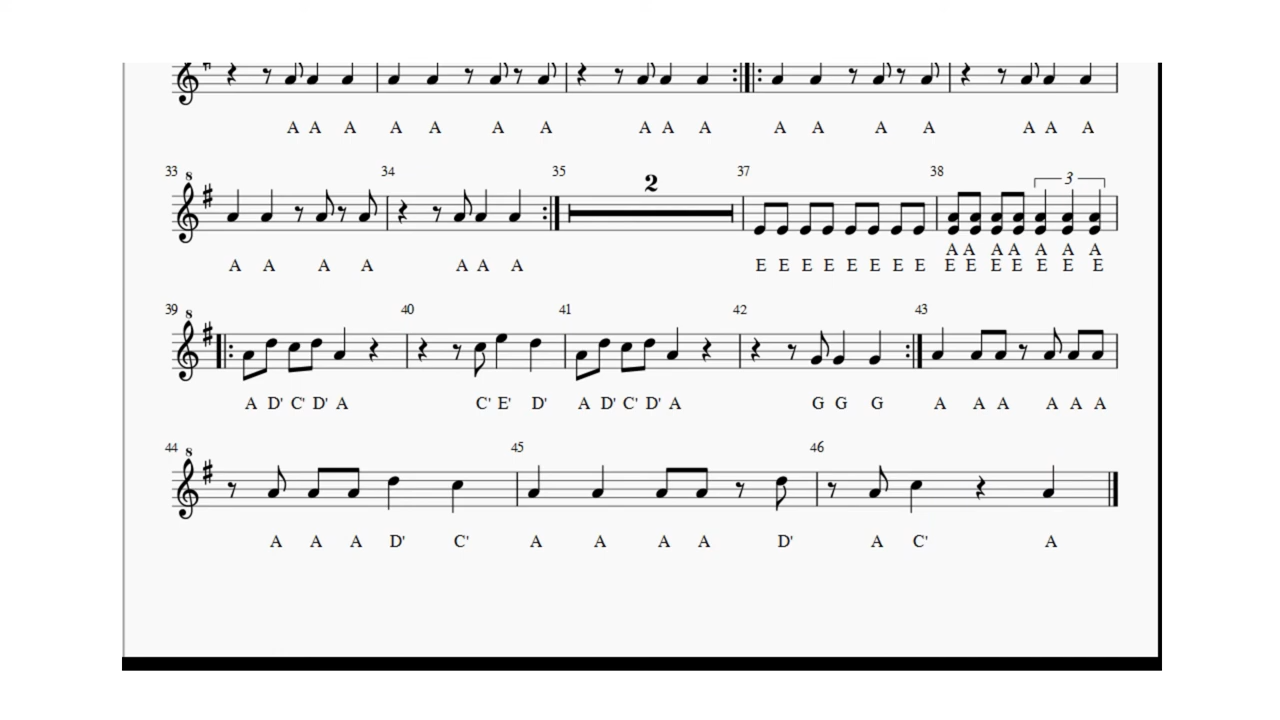 A A A A A A A A A A A A A A A A A
33 34 35 2 37 38 3
A A A A A A A
A A A A A A A E E E E E E E E E E E E E E E
39 40 41 42 43
A D' C' D' A C' E' D' A D' C' D' A G G G A A A A A A
44 45 46
A A A D' C' A A A A D' A C' A